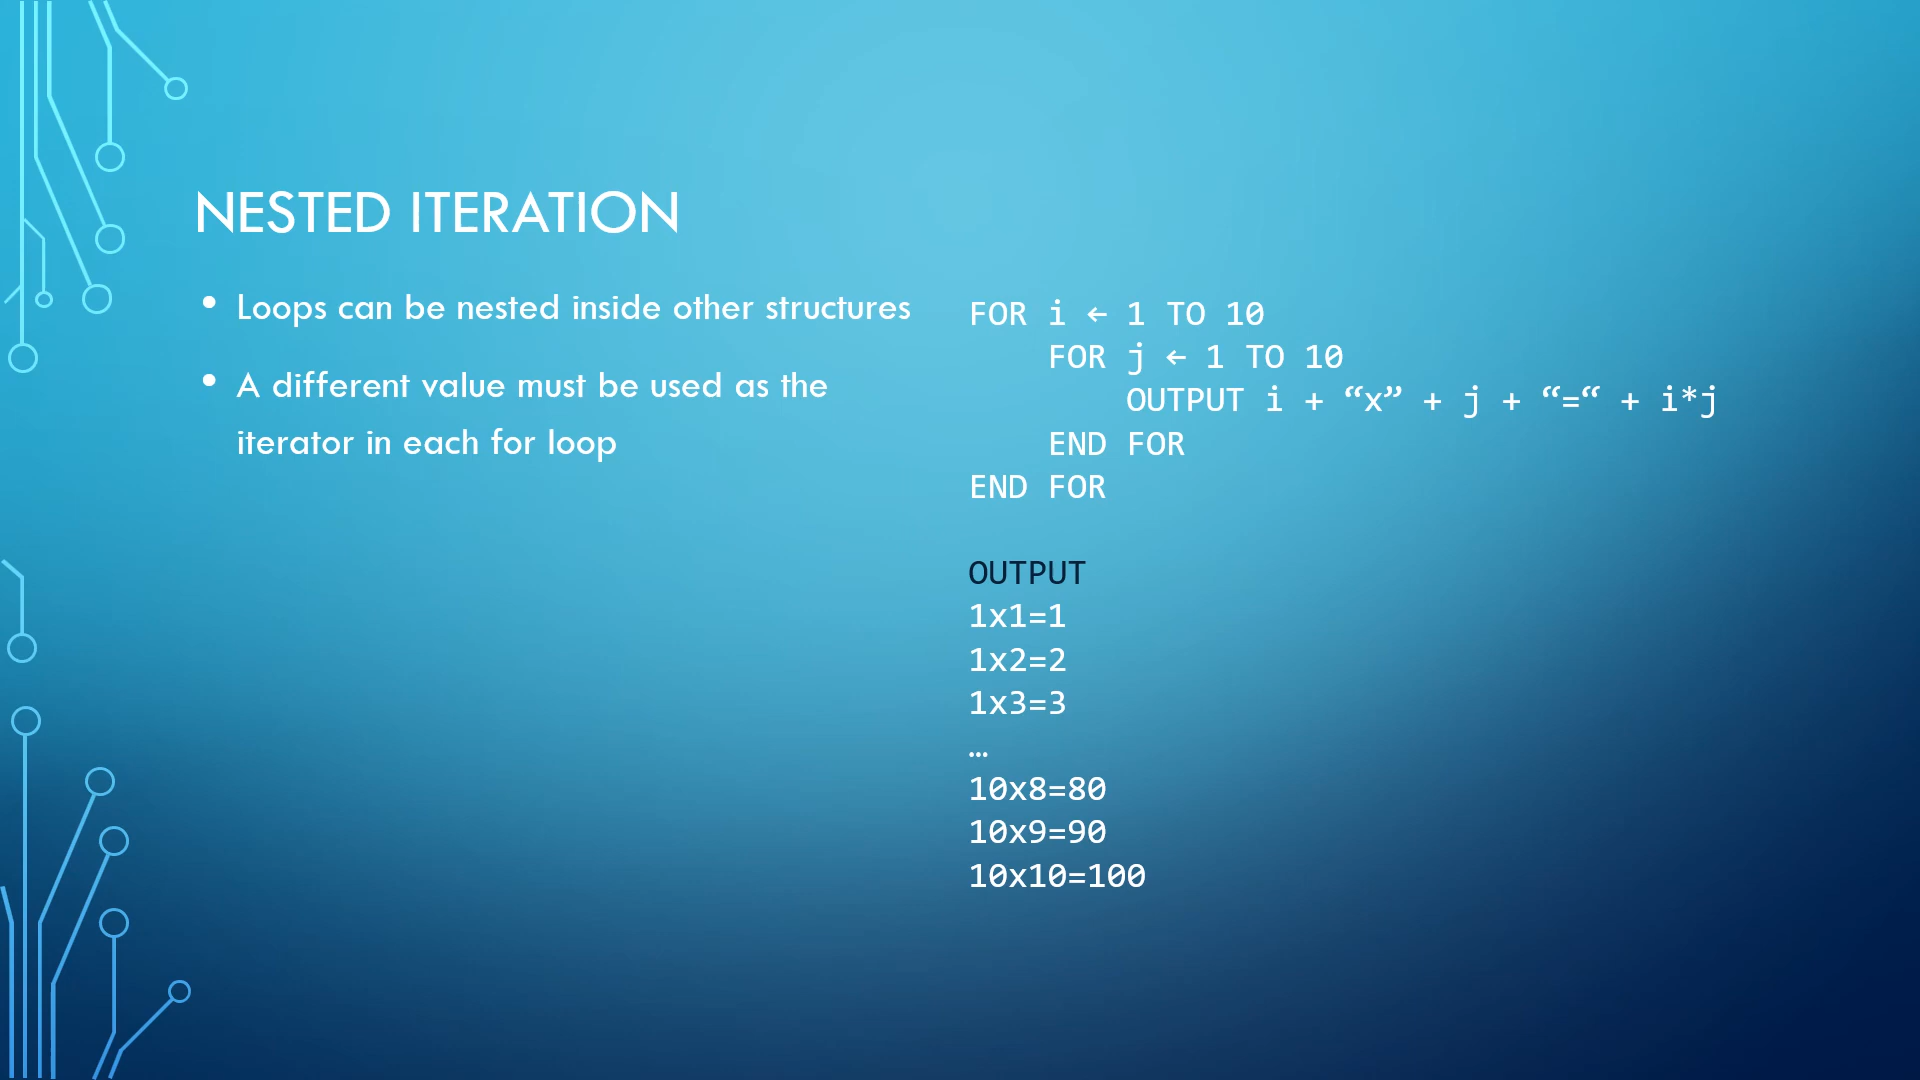 NESTED ITERATION
• Loops can be nested inside other structures
• A different value must be used as the
iterator in each for loop
FOR i ← 1 TO 10
    FOR j ← 1 TO 10
        OUTPUT i + “x” + j + “=“ + i*j
    END FOR
END FOR

OUTPUT
1x1=1
1x2=2
1x3=3
…
10x8=80
10x9=90
10x10=100